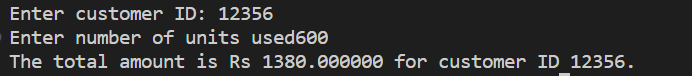 Enter customer ID: 12356
Enter number of units used600
The total amount is Rs 1380.000000 for customer ID 12356.